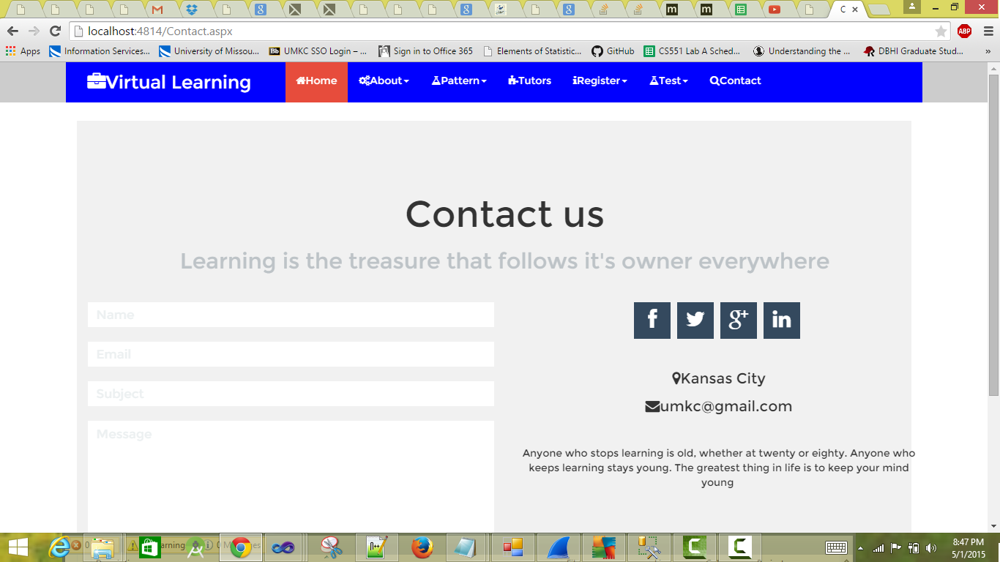 C
localhost:4814/Contact.aspx
ABP
Apps
Information Services...
University of Missou...
Bb UMKC SSO Login – ...
Sign in to Office 365
Elements of Statistic...
GitHub
CS551 Lab A Sched...
Understanding the ...
DBHI Graduate Stud...
»
Virtual Learning
Home
About
Pattern
Tutors
Register
Test
Contact
Contact us
Learning is the treasure that follows it's owner everywhere
Name
Email
Subject
Message
Kansas City
umkc@gmail.com
Anyone who stops learning is old, whether at twenty or eighty. Anyone who
keeps learning stays young. The greatest thing in life is to keep your mind
young
8:47 PM
5/1/2015